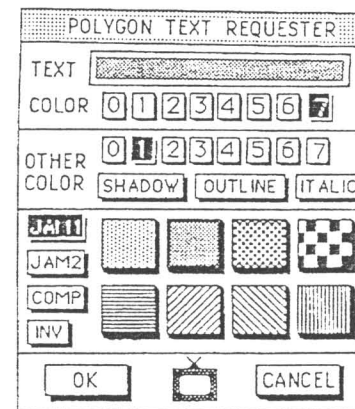 POLYGON TEXT REQUESTER
TEXT
COLOR 0 1 2 3 4 5 6 7
OTHER COLOR 0 1 2 3 4 5 6 7
SHADOW OUTLINE ITALIC
JAM1
JAM2
COMP
INV
OK CANCEL